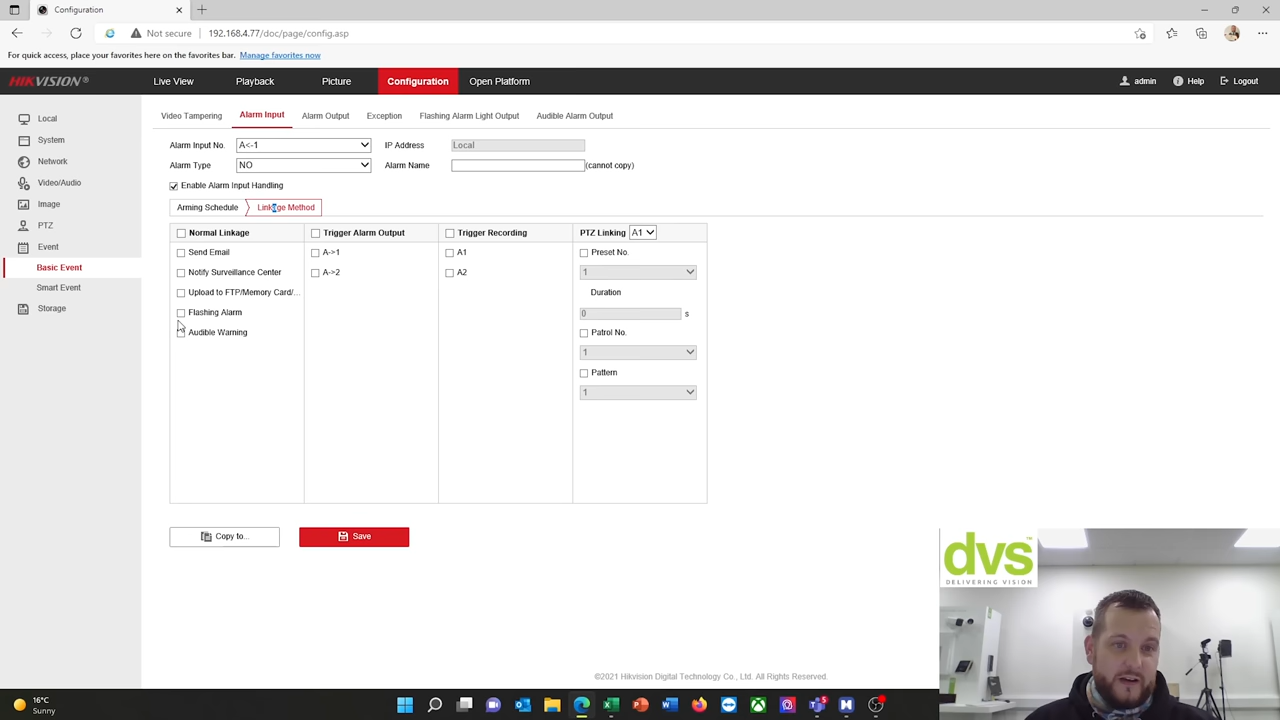 Configuration
Not secure 192.168.4.77/doc/page/config.asp
For quick access, place your favorites here on the favorites bar. Manage favorites now
HIKVISION® Live View Playback Picture Configuration Open Platform admin Help Logout
Local
System
Network
Video/Audio
Image
PTZ
Event
Basic Event
Smart Event
Storage
Video Tampering Alarm Input Alarm Output Exception Flashing Alarm Light Output Audible Alarm Output
Alarm Input No. A<-1 IP Address Local
Alarm Type NO Alarm Name (cannot copy)
Enable Alarm Input Handling
Arming Schedule Linkage Method
Normal Linkage Trigger Alarm Output Trigger Recording PTZ Linking A1
Send Email A->1 A1 Preset No.
Notify Surveillance Center A->2 A2 1
Upload to FTP/Memory Card/... Duration
Flashing Alarm 0 s
Audible Warning Patrol No.
1
Pattern
1
Copy to... Save
dvs™
DELIVERING VISION
©2021 Hikvision Digital Technology Co., Ltd. All Rights Reserved.
16°C
Sunny